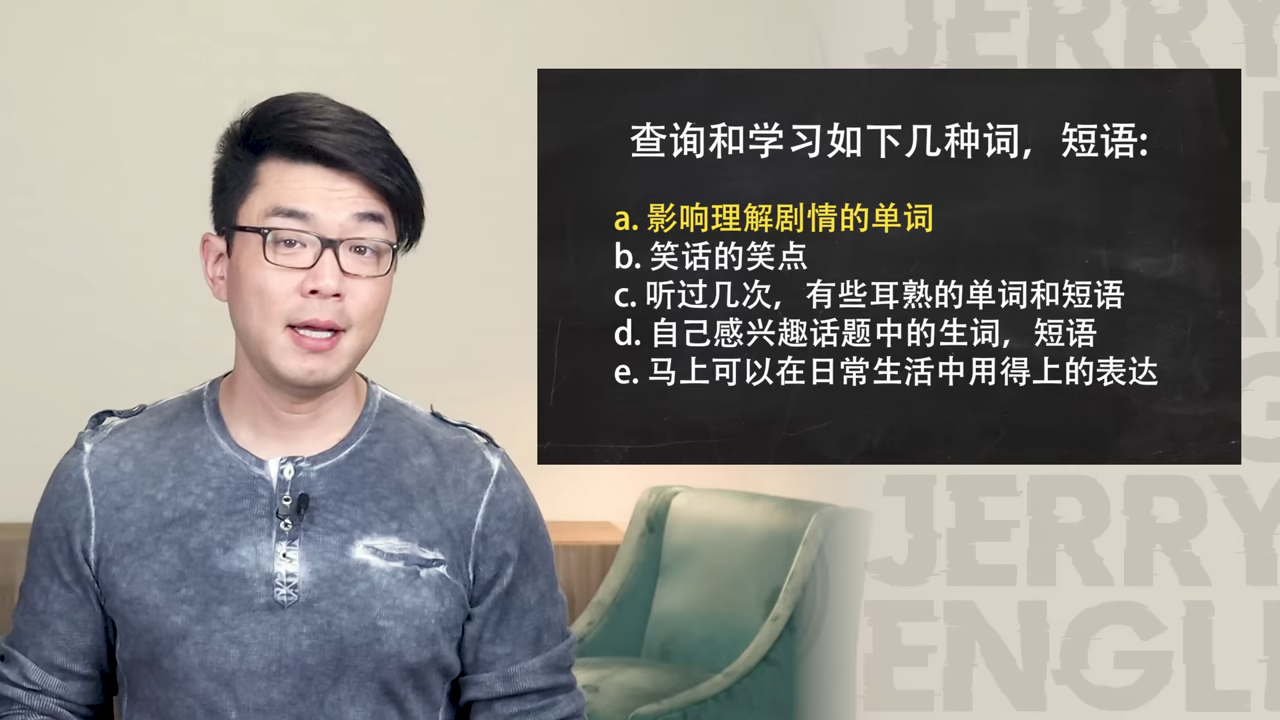 JERRY
查询和学习如下几种词，短语:
a. 影响理解剧情的单词
b. 笑话的笑点
c. 听过几次，有些耳熟的单词和短语
d. 自己感兴趣话题中的生词，短语
e. 马上可以在日常生活中用得上的表达
JERRY
ENGLI